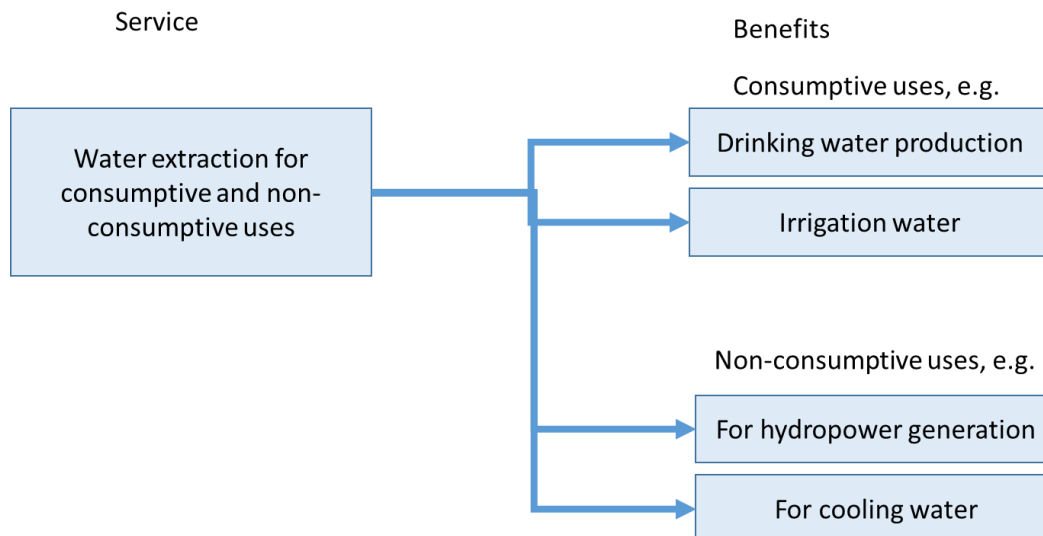 Service
Benefits
Water extraction for
consumptive and non-
consumptive uses
Consumptive uses, e.g.
Drinking water production
Irrigation water
Non-consumptive uses, e.g.
For hydropower generation
For cooling water